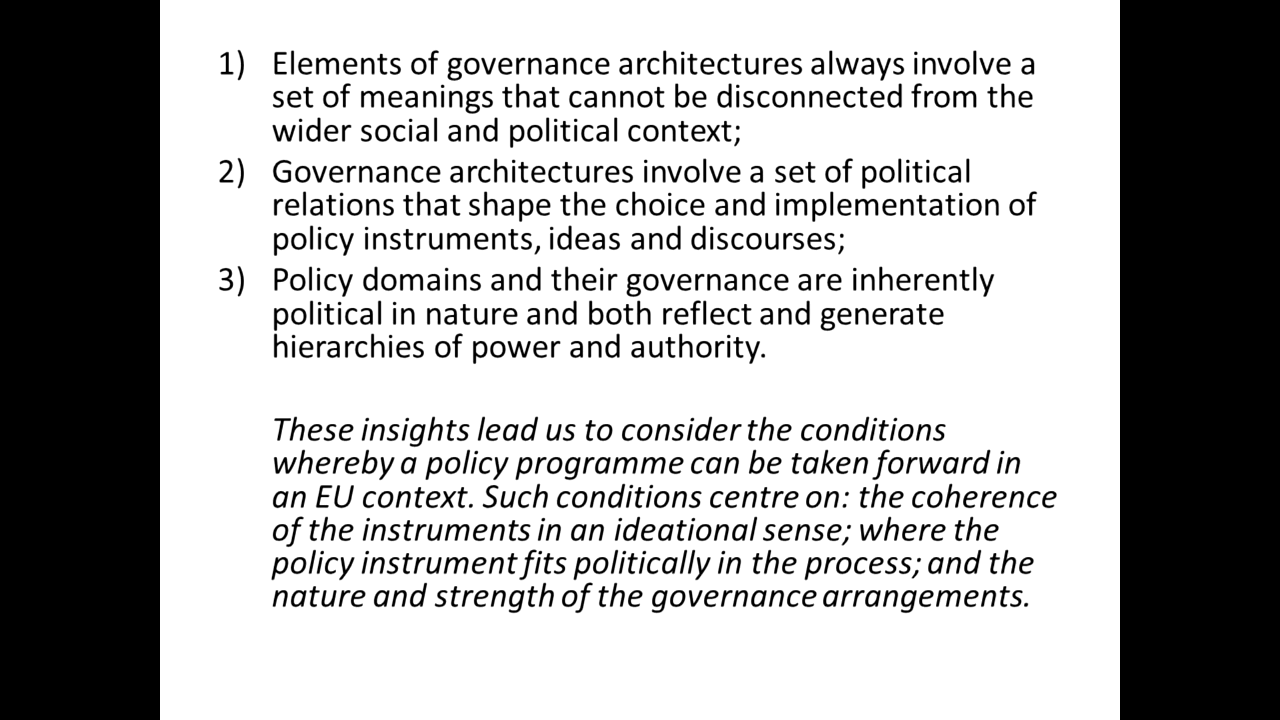 1) Elements of governance architectures always involve a
set of meanings that cannot be disconnected from the
wider social and political context;
2) Governance architectures involve a set of political
relations that shape the choice and implementation of
policy instruments, ideas and discourses;
3) Policy domains and their governance are inherently
political in nature and both reflect and generate
hierarchies of power and authority.
These insights lead us to consider the conditions
whereby a policy programme can be taken forward in
an EU context. Such conditions centre on: the coherence
of the instruments in an ideational sense; where the
policy instrument fits politically in the process; and the
nature and strength of the governance arrangements.